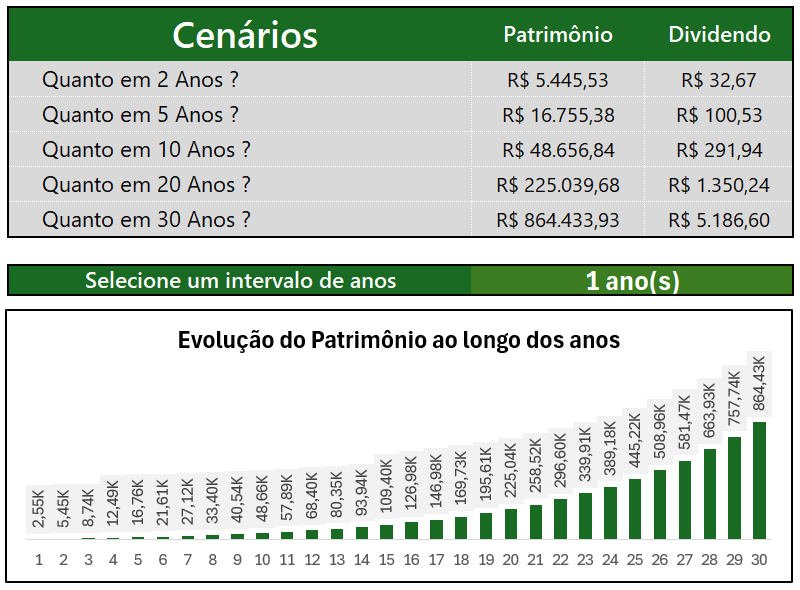 Cenários Patrimônio Dividendo
Quanto em 2 Anos ? R$ 5.445,53 R$ 32,67
Quanto em 5 Anos ? R$ 16.755,38 R$ 100,53
Quanto em 10 Anos ? R$ 48.656,84 R$ 291,94
Quanto em 20 Anos ? R$ 225.039,68 R$ 1.350,24
Quanto em 30 Anos ? R$ 864.433,93 R$ 5.186,60
Selecione um intervalo de anos 1 ano(s)
Evolução do Patrimônio ao longo dos anos
2,55K 5,45K 8,74K 12,49K 16,76K 21,61K 27,12K 33,40K 40,54K 48,66K 57,89K 68,40K 80,35K 93,94K 109,40K 126,98K 146,98K 169,73K 195,61K 225,04K 258,52K 296,60K 339,91K 389,18K 445,22K 508,96K 581,47K 663,93K 757,74K 864,43K
1 2 3 4 5 6 7 8 9 10 11 12 13 14 15 16 17 18 19 20 21 22 23 24 25 26 27 28 29 30